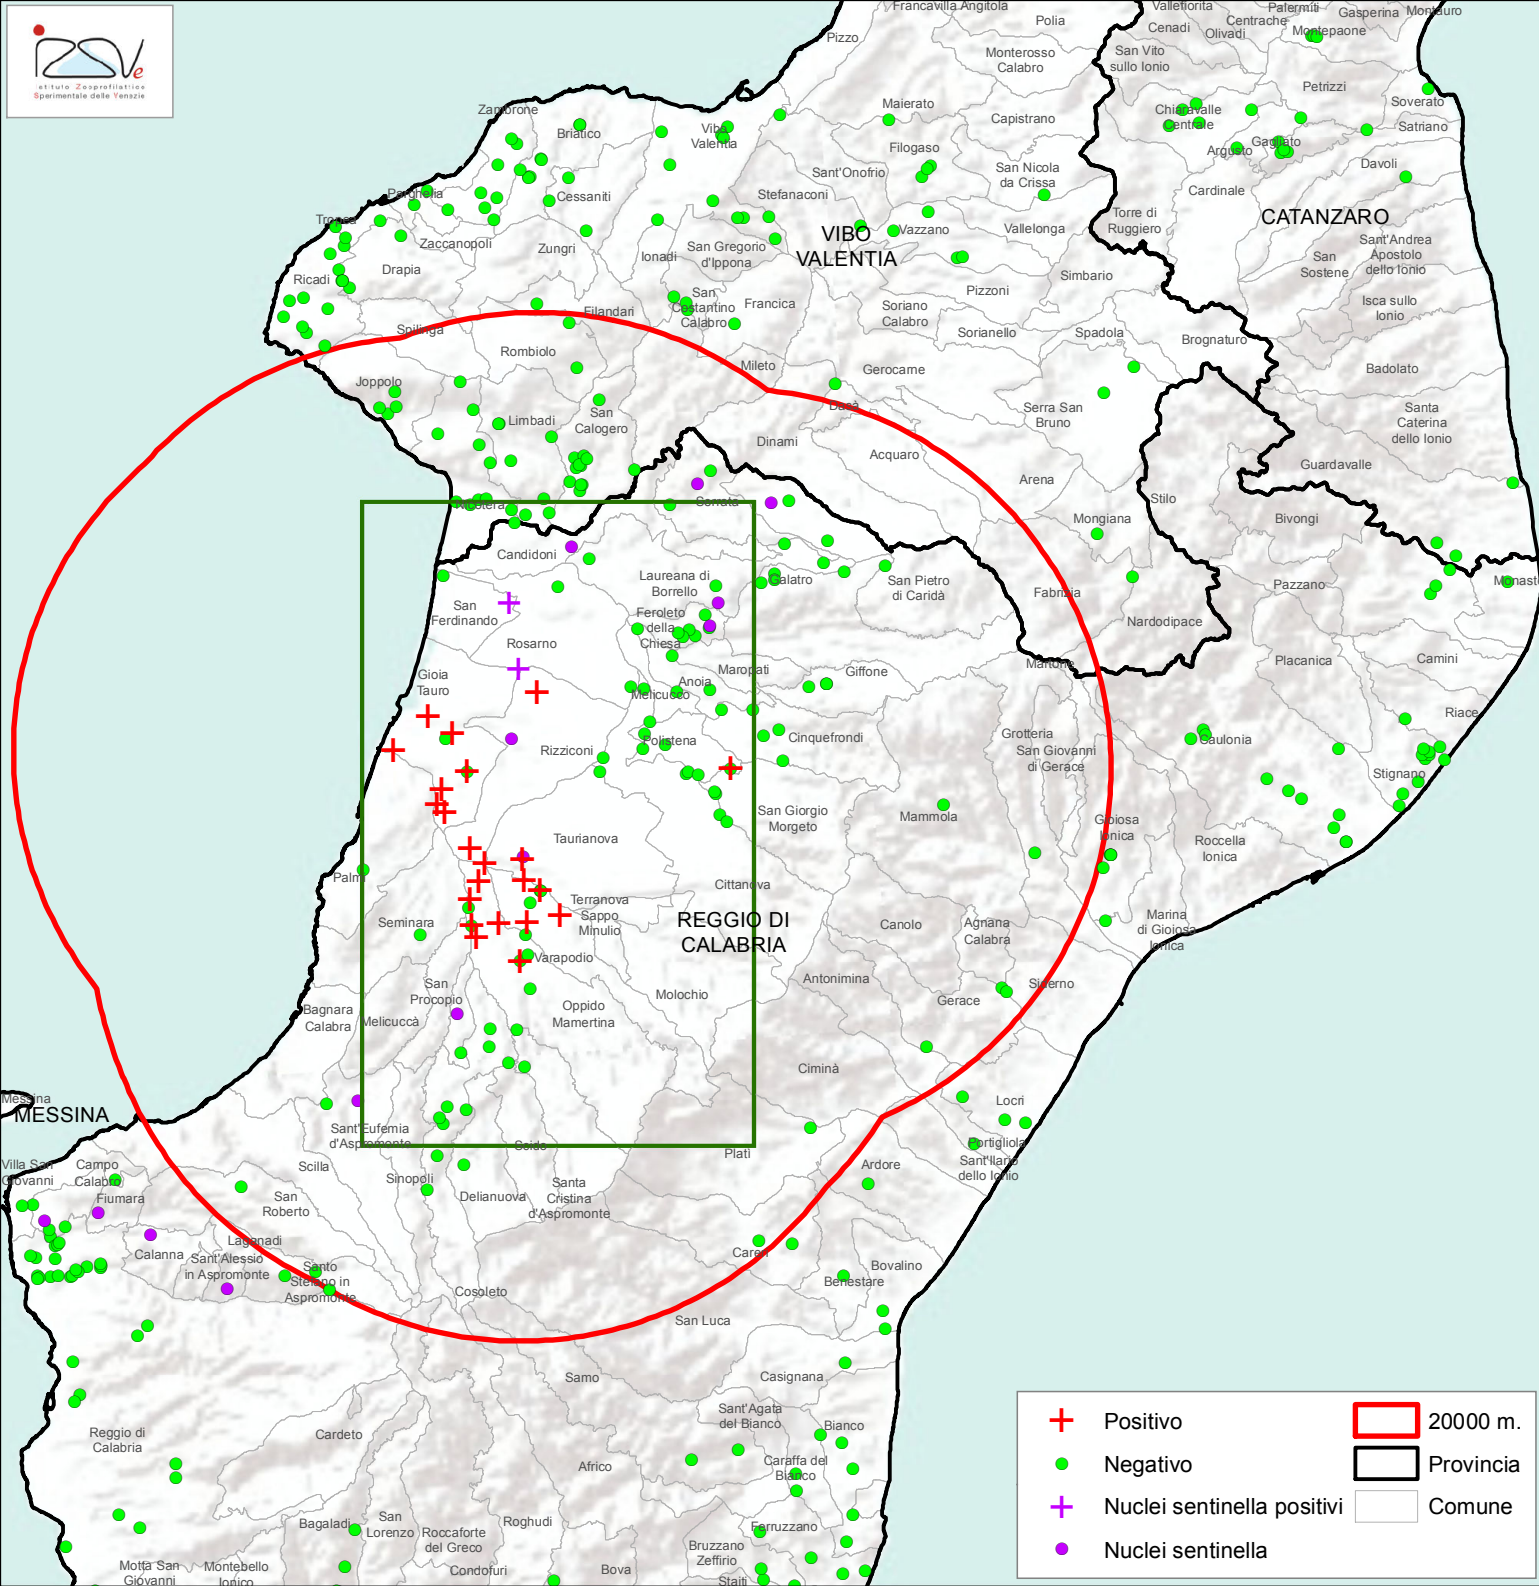 Francavilla Angitola
Polia
Vallefiorita
Palermiti
Gasperina
Montauro
Cenadi
Centrache
Olivadi
Montepaone
Pizzo
Monterosso
Calabro
San Vito
sullo Ionio
Petrizzi
Soverato
Satriano
IZSVe
Istituto Zooprofilattico
Sperimentale delle Venezie
Zambrone
Briatico
Vibo
Valentia
Maierato
Capistrano
Chiaravalle
Centrale
Filogaso
Argusto
Gagliato
Davoli
Sant'Onofrio
San Nicola
da Crissa
Cardinale
Parghelia
Cessaniti
Stefanaconi
Tropea
Zaccanopoli
Zungri
Ionadi
San Gregorio
d'Ippona
VIBO
VALENTIA
Vazzano
Vallelonga
Torre di
Ruggiero
CATANZARO
Sant'Andrea
Apostolo
dello Ionio
San
Sostene
Drapia
Ricadi
Simbario
Pizzoni
Isca sullo
Ionio
San
Costantino
Calabro
Francica
Filandari
Soriano
Calabro
Sorianello
Spadola
Brognaturo
Spilinga
Rombiolo
Mileto
Gerocarne
Badolato
Joppolo
Limbadi
San
Calogero
Dasà
Dinami
Serra San
Bruno
Santa
Caterina
dello Ionio
Acquaro
Arena
Guardavalle
Stilo
Nicotera
Serrata
Mongiana
Bivongi
Candidoni
Laureana di
Borrello
Galatro
San Pietro
di Caridà
Fabrizia
Pazzano
Monast
San
Ferdinando
Feroleto
della
Chiesa
Nardodipace
Rosarno
Martone
Placanica
Camini
Gioia
Tauro
Maropati
Giffone
Anoia
Melicucco
Riace
Rizziconi
Polistena
Cinquefrondi
Grotteria
San Giovanni
di Gerace
Caulonia
Stignano
San Giorgio
Morgeto
Mammola
Gioiosa
Ionica
Roccella
Ionica
Taurianova
Palmi
Cittanova
Terranova
Sappo
Minulio
Seminara
REGGIO DI
CALABRIA
Canolo
Agnana
Calabra
Marina
di Gioiosa
Ionica
Varapodio
San
Procopio
Molochio
Antonimina
Siderno
Gerace
Bagnara
Calabra
Melicuccà
Oppido
Mamertina
Ciminà
Messina
MESSINA
Locri
Sant'Eufemia
d'Aspromonte
Scido
Platì
Portigliola
Sant'Ilario
dello Ionio
Villa San
Giovanni
Campo
Calabro
Fiumara
Scilla
Sinopoli
Delianuova
Santa
Cristina
d'Aspromonte
Ardore
San
Roberto
Laganadi
Calanna
Sant'Alessio
in Aspromonte
Santo
Stefano in
Aspromonte
Careri
Bovalino
Benestare
Cosoleto
San Luca
Samo
Casignana
Sant'Agata
del Bianco
Bianco
Reggio di
Calabria
Cardeto
Africo
Caraffa del
Bianco
Bagaladi
San
Lorenzo
Roccaforte
del Greco
Roghudi
Ferruzzano
Bruzzano
Zeffirio
Motta San
Giovanni
Montebello
Ionico
Condofuri
Bova
Staiti
Positivo
20000 m.
Negativo
Provincia
Nuclei sentinella positivi
Comune
Nuclei sentinella